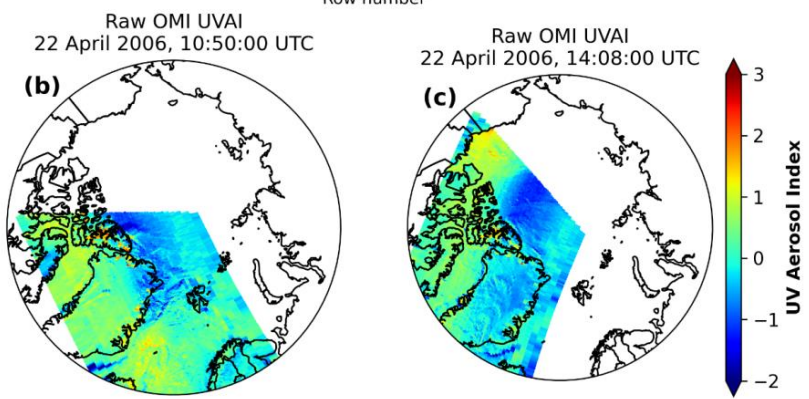 Row number
Raw OMI UVAI
22 April 2006, 10:50:00 UTC
(b)
Raw OMI UVAI
22 April 2006, 14:08:00 UTC
(c)
3
2
1
0
−1
−2
UV Aerosol Index